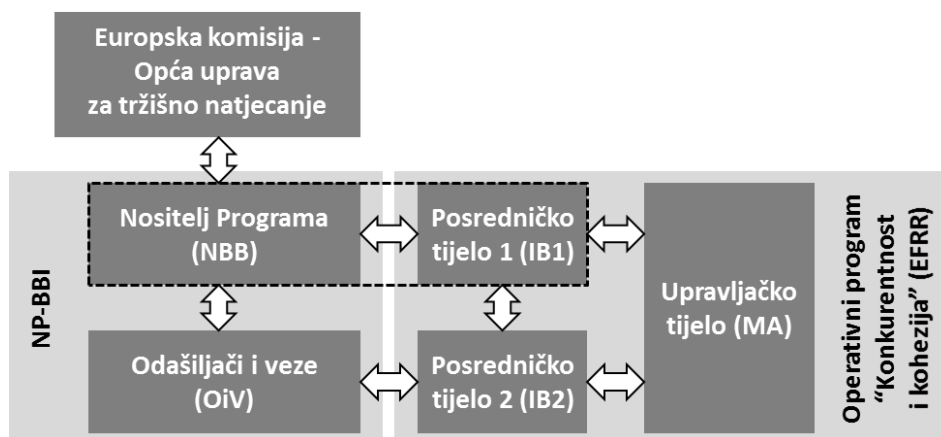 Europska komisija -
Opća uprava
za tržišno natjecanje
NP-BBI
Nositelj Programa
(NBB)
Posredničko
tijelo 1 (IB1)
Odašiljači i veze
(OiV)
Posredničko
tijelo 2 (IB2)
Upravljačko
tijelo (MA)
Operativni program
“Konkurentnost
i kohezija” (EFRR)